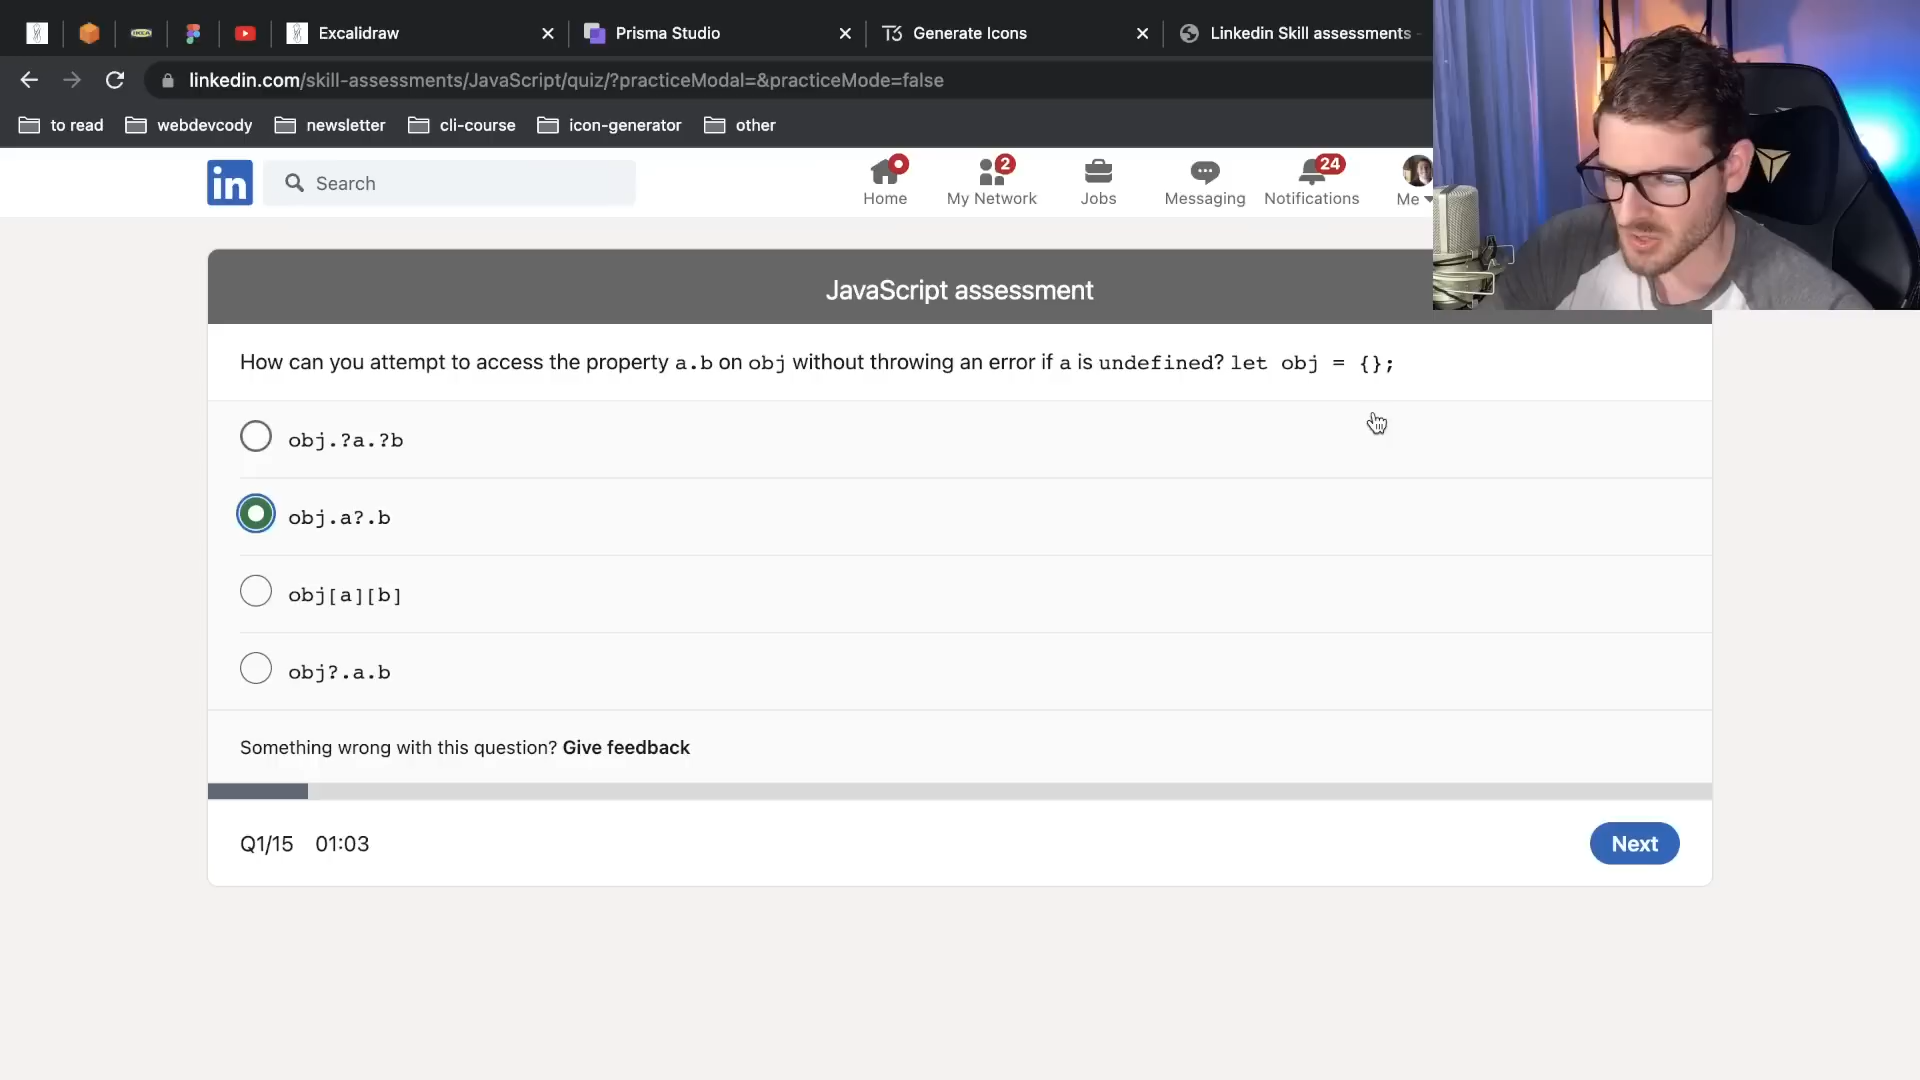 Excalidraw
Prisma Studio
Generate Icons
Linkedin Skill assessments -
linkedin.com/skill-assessments/JavaScript/quiz/?practiceModal=&practiceMode=false
to read
webdevcody
newsletter
cli-course
icon-generator
other
in
Search
Home
2
My Network
Jobs
Messaging
24
Notifications
Me
JavaScript assessment
How can you attempt to access the property a.b on obj without throwing an error if a is undefined? let obj = {};
obj.?a.?b
obj.a?.b
obj[a][b]
obj?.a.b
Something wrong with this question? Give feedback
Q1/15 01:03
Next